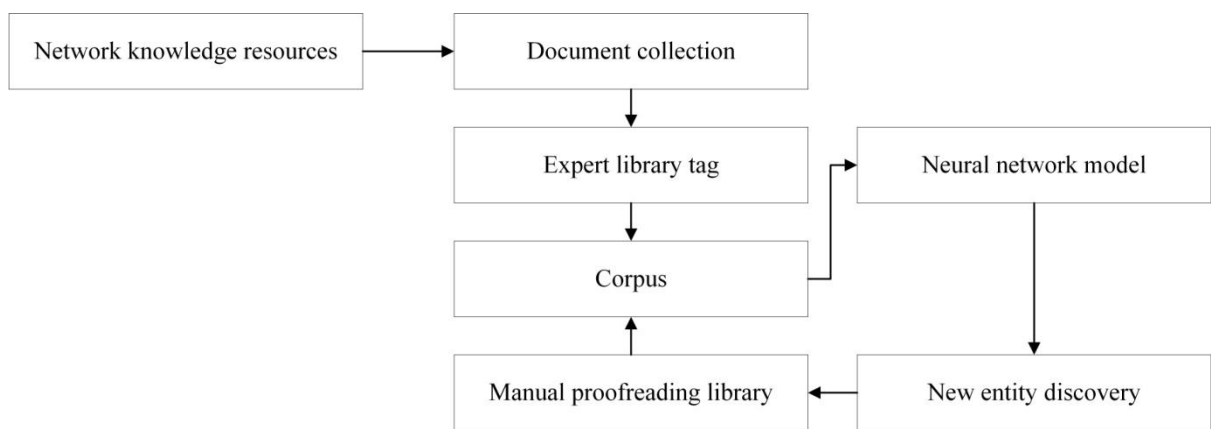 Network knowledge resources
Document collection
Expert library tag
Neural network model
Corpus
Manual proofreading library
New entity discovery